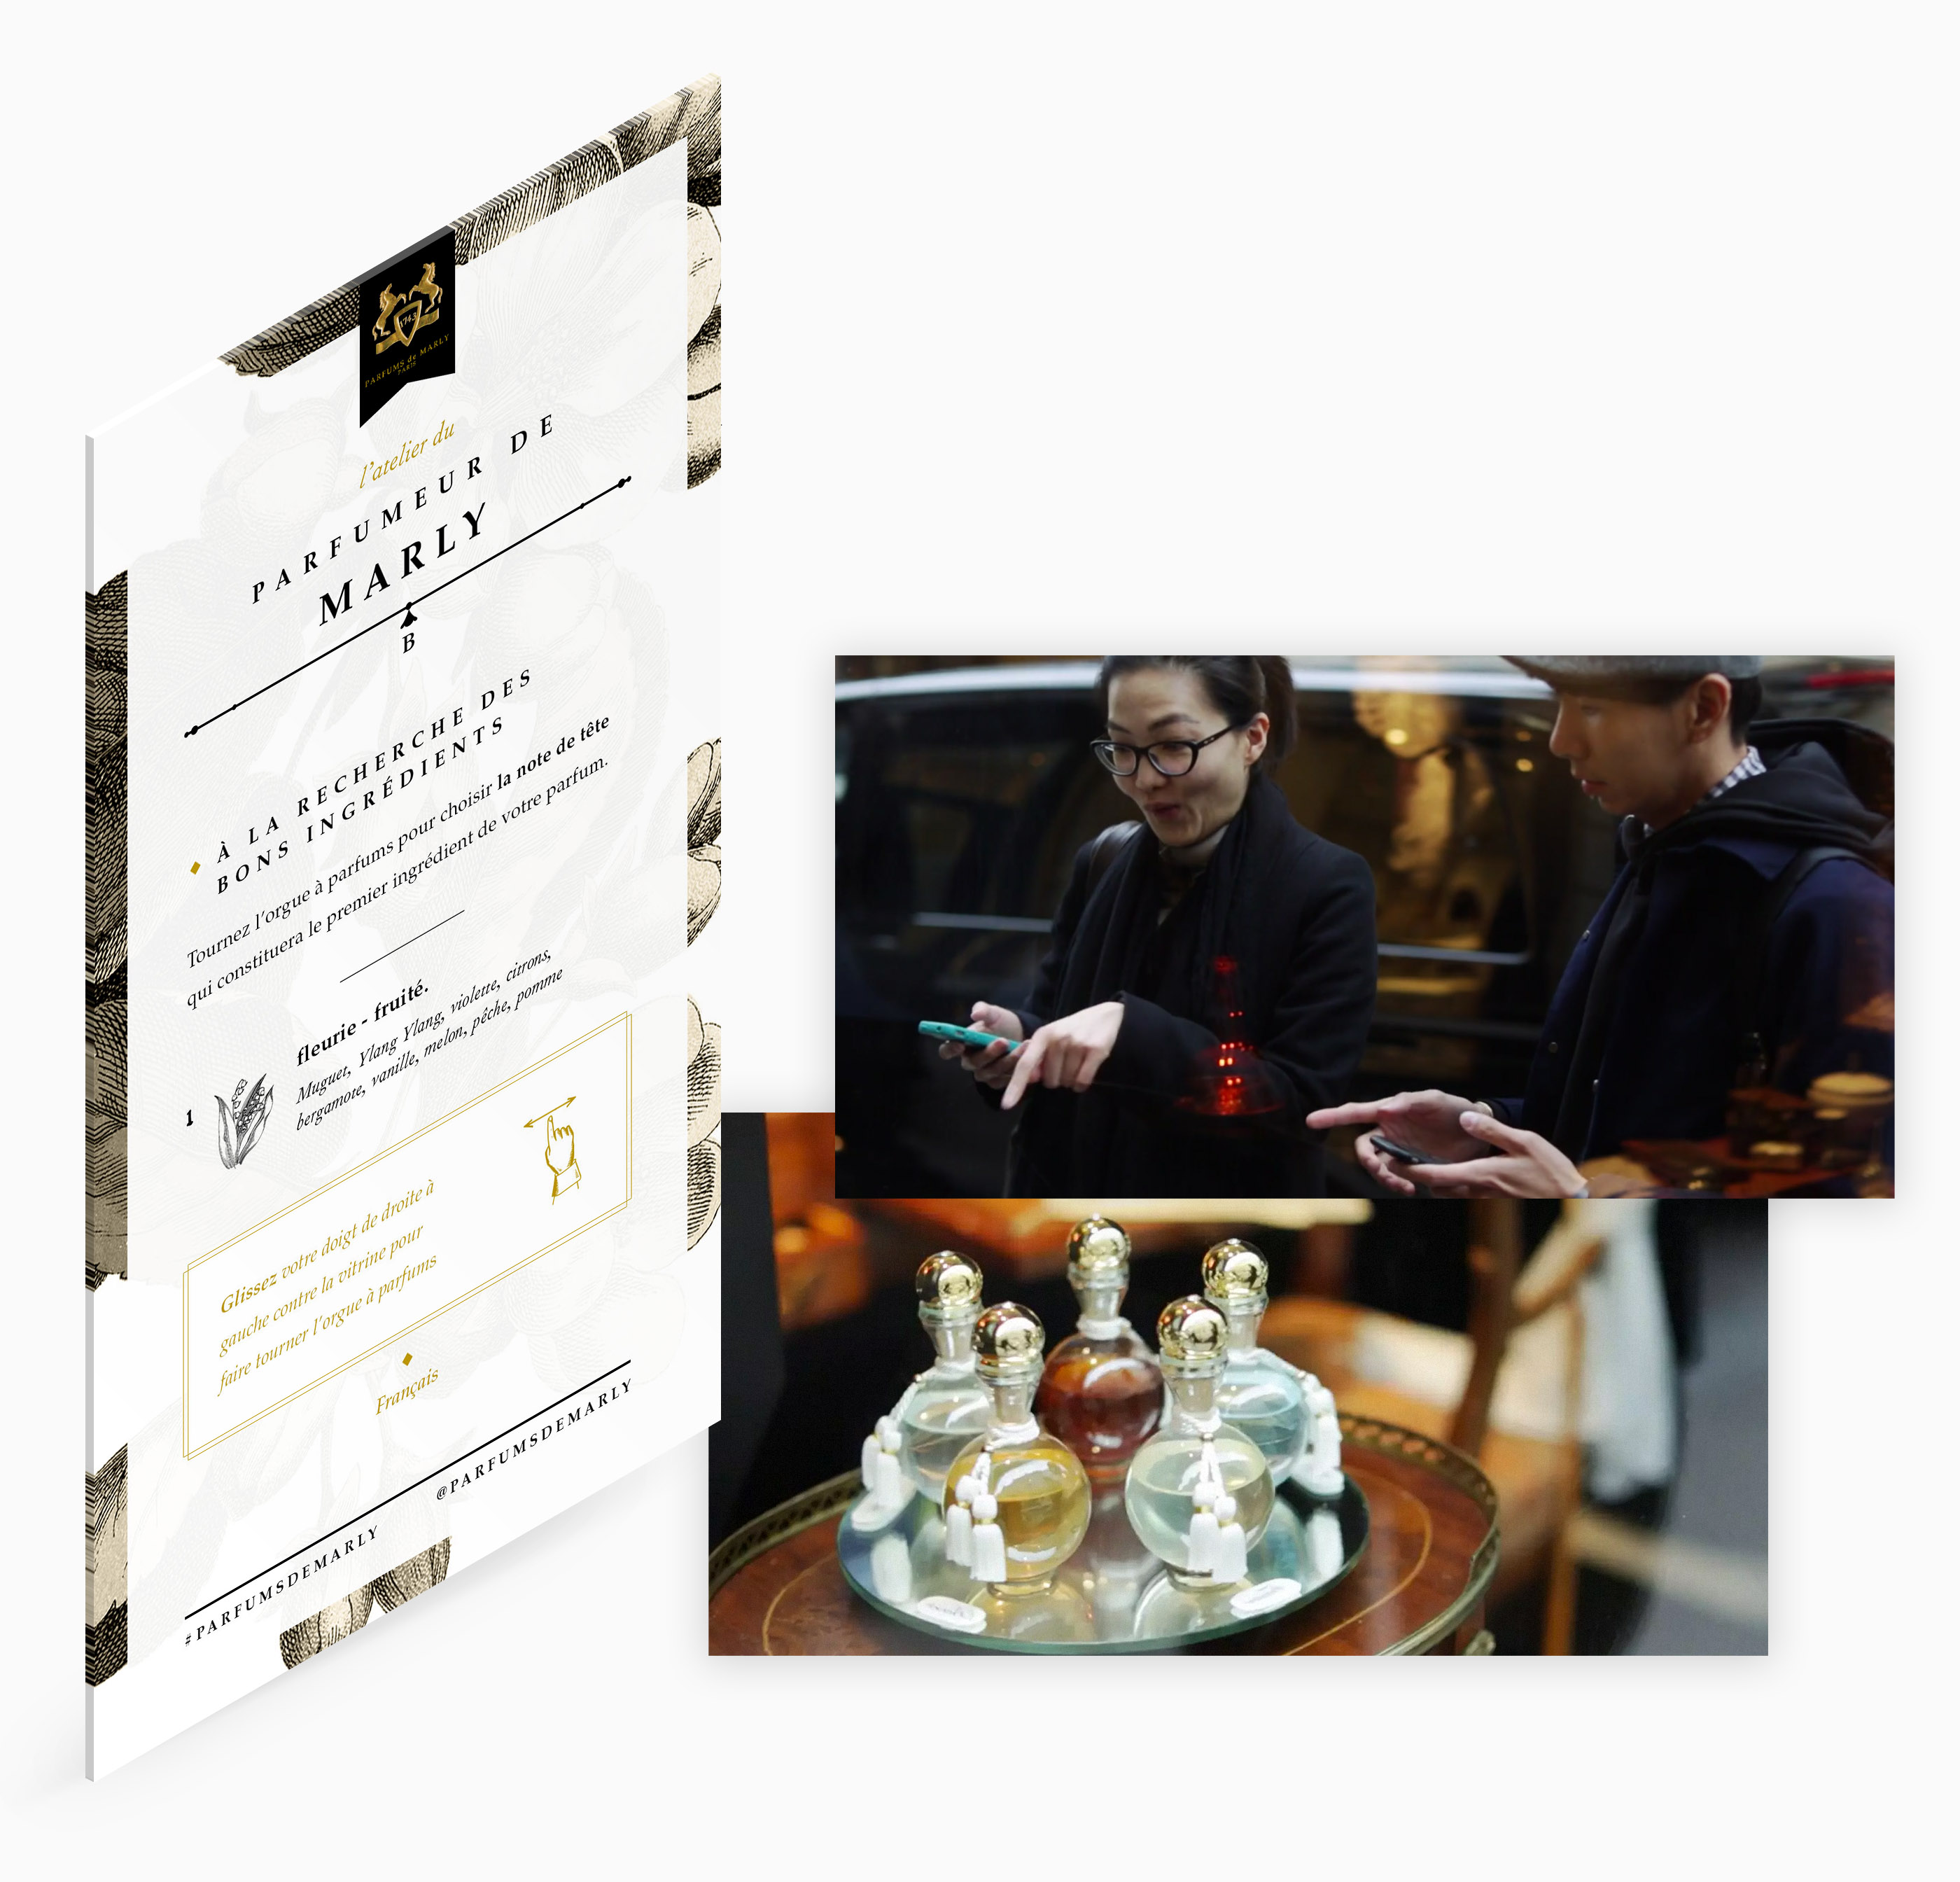 1743
PARFUMS de MARLY
PARIS
l'atelier du
PARFUMEUR DE
MARLY
B
À LA RECHERCHE DES
BONS INGRÉDIENTS
Tournez l'orgue à parfums pour choisir la note de tête
qui constituera le premier ingrédient de votre parfum.
1
fleurie - fruité.
Muguet, Ylang Ylang, violette, citrons,
bergamote, vanille, melon, pêche, pomme
Glissez votre doigt de droite à
gauche contre la vitrine pour
faire tourner l'orgue à parfums
Français
#PARFUMSDEMARLY
@PARFUMSDEMARLY